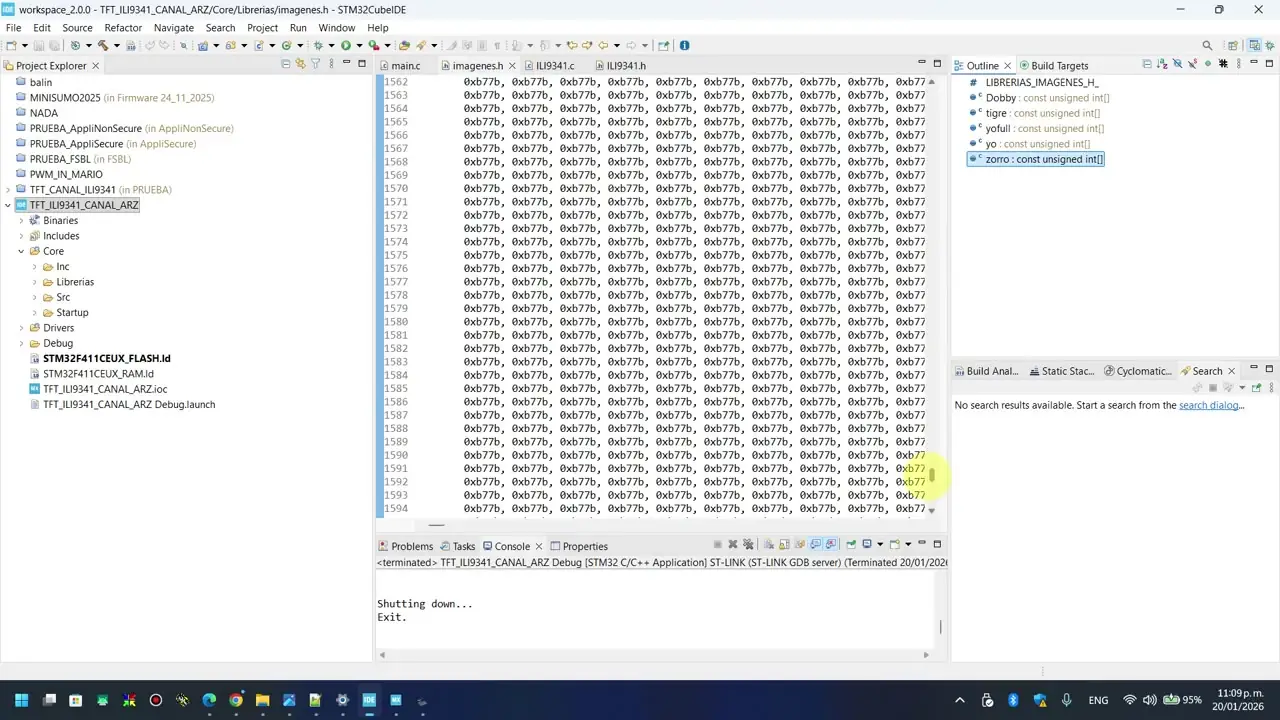 workspace_2.0.0 - TFT_ILI9341_CANAL_ARZ/Core/Librerias/imagenes.h - STM32CubeIDE
File Edit Source Refactor Navigate Search Project Run Window Help
Project Explorer
balin
MINISUMO2025 (in Firmware 24_11_2025)
NADA
PRUEBA_AppliNonSecure (in AppliNonSecure)
PRUEBA_AppliSecure (in AppliSecure)
PRUEBA_FSBL (in FSBL)
PWM_IN_MARIO
TFT_CANAL_ILI9341 (in PRUEBA)
TFT_ILI9341_CANAL_ARZ
Binaries
Includes
Core
Inc
Librerias
Src
Startup
Drivers
Debug
STM32F411CEUX_FLASH.ld
STM32F411CEUX_RAM.ld
TFT_ILI9341_CANAL_ARZ.ioc
TFT_ILI9341_CANAL_ARZ Debug.launch
main.c imagenes.h ILI9341.c ILI9341.h
1562 0xb77b, 0xb77b, 0xb77b, 0xb77b, 0xb77b, 0xb77b, 0xb77b, 0xb77b, 0xb77b, 0xb77
1563 0xb77b, 0xb77b, 0xb77b, 0xb77b, 0xb77b, 0xb77b, 0xb77b, 0xb77b, 0xb77b, 0xb77
1564 0xb77b, 0xb77b, 0xb77b, 0xb77b, 0xb77b, 0xb77b, 0xb77b, 0xb77b, 0xb77b, 0xb77
1565 0xb77b, 0xb77b, 0xb77b, 0xb77b, 0xb77b, 0xb77b, 0xb77b, 0xb77b, 0xb77b, 0xb77
1566 0xb77b, 0xb77b, 0xb77b, 0xb77b, 0xb77b, 0xb77b, 0xb77b, 0xb77b, 0xb77b, 0xb77
1567 0xb77b, 0xb77b, 0xb77b, 0xb77b, 0xb77b, 0xb77b, 0xb77b, 0xb77b, 0xb77b, 0xb77
1568 0xb77b, 0xb77b, 0xb77b, 0xb77b, 0xb77b, 0xb77b, 0xb77b, 0xb77b, 0xb77b, 0xb77
1569 0xb77b, 0xb77b, 0xb77b, 0xb77b, 0xb77b, 0xb77b, 0xb77b, 0xb77b, 0xb77b, 0xb77
1570 0xb77b, 0xb77b, 0xb77b, 0xb77b, 0xb77b, 0xb77b, 0xb77b, 0xb77b, 0xb77b, 0xb77
1571 0xb77b, 0xb77b, 0xb77b, 0xb77b, 0xb77b, 0xb77b, 0xb77b, 0xb77b, 0xb77b, 0xb77
1572 0xb77b, 0xb77b, 0xb77b, 0xb77b, 0xb77b, 0xb77b, 0xb77b, 0xb77b, 0xb77b, 0xb77
1573 0xb77b, 0xb77b, 0xb77b, 0xb77b, 0xb77b, 0xb77b, 0xb77b, 0xb77b, 0xb77b, 0xb77
1574 0xb77b, 0xb77b, 0xb77b, 0xb77b, 0xb77b, 0xb77b, 0xb77b, 0xb77b, 0xb77b, 0xb77
1575 0xb77b, 0xb77b, 0xb77b, 0xb77b, 0xb77b, 0xb77b, 0xb77b, 0xb77b, 0xb77b, 0xb77
1576 0xb77b, 0xb77b, 0xb77b, 0xb77b, 0xb77b, 0xb77b, 0xb77b, 0xb77b, 0xb77b, 0xb77
1577 0xb77b, 0xb77b, 0xb77b, 0xb77b, 0xb77b, 0xb77b, 0xb77b, 0xb77b, 0xb77b, 0xb77
1578 0xb77b, 0xb77b, 0xb77b, 0xb77b, 0xb77b, 0xb77b, 0xb77b, 0xb77b, 0xb77b, 0xb77
1579 0xb77b, 0xb77b, 0xb77b, 0xb77b, 0xb77b, 0xb77b, 0xb77b, 0xb77b, 0xb77b, 0xb77
1580 0xb77b, 0xb77b, 0xb77b, 0xb77b, 0xb77b, 0xb77b, 0xb77b, 0xb77b, 0xb77b, 0xb77
1581 0xb77b, 0xb77b, 0xb77b, 0xb77b, 0xb77b, 0xb77b, 0xb77b, 0xb77b, 0xb77b, 0xb77
1582 0xb77b, 0xb77b, 0xb77b, 0xb77b, 0xb77b, 0xb77b, 0xb77b, 0xb77b, 0xb77b, 0xb77
1583 0xb77b, 0xb77b, 0xb77b, 0xb77b, 0xb77b, 0xb77b, 0xb77b, 0xb77b, 0xb77b, 0xb77
1584 0xb77b, 0xb77b, 0xb77b, 0xb77b, 0xb77b, 0xb77b, 0xb77b, 0xb77b, 0xb77b, 0xb77
1585 0xb77b, 0xb77b, 0xb77b, 0xb77b, 0xb77b, 0xb77b, 0xb77b, 0xb77b, 0xb77b, 0xb77
1586 0xb77b, 0xb77b, 0xb77b, 0xb77b, 0xb77b, 0xb77b, 0xb77b, 0xb77b, 0xb77b, 0xb77
1587 0xb77b, 0xb77b, 0xb77b, 0xb77b, 0xb77b, 0xb77b, 0xb77b, 0xb77b, 0xb77b, 0xb77
1588 0xb77b, 0xb77b, 0xb77b, 0xb77b, 0xb77b, 0xb77b, 0xb77b, 0xb77b, 0xb77b, 0xb77
1589 0xb77b, 0xb77b, 0xb77b, 0xb77b, 0xb77b, 0xb77b, 0xb77b, 0xb77b, 0xb77b, 0xb77
1590 0xb77b, 0xb77b, 0xb77b, 0xb77b, 0xb77b, 0xb77b, 0xb77b, 0xb77b, 0xb77b, 0xb77
1591 0xb77b, 0xb77b, 0xb77b, 0xb77b, 0xb77b, 0xb77b, 0xb77b, 0xb77b, 0xb77b, 0xb77
1592 0xb77b, 0xb77b, 0xb77b, 0xb77b, 0xb77b, 0xb77b, 0xb77b, 0xb77b, 0xb77b, 0xb77
1593 0xb77b, 0xb77b, 0xb77b, 0xb77b, 0xb77b, 0xb77b, 0xb77b, 0xb77b, 0xb77b, 0xb77
1594 0xb77b, 0xb77b, 0xb77b, 0xb77b, 0xb77b, 0xb77b, 0xb77b, 0xb77b, 0xb77b, 0xb77
Problems Tasks Console Properties
<terminated> TFT_ILI9341_CANAL_ARZ Debug [STM32 C/C++ Application] ST-LINK (ST-LINK GDB server) (Terminated 20/01/2026
Shutting down...
Exit.
Outline Build Targets
LIBRERIAS_IMAGENES_H_
Dobby : const unsigned int[]
tigre : const unsigned int[]
yofull : const unsigned int[]
yo : const unsigned int[]
zorro : const unsigned int[]
Build Anal... Static Stac... Cyclomatic... Search
No search results available. Start a search from the search dialog...
ENG 95% 11:09 p.m.
20/01/2026